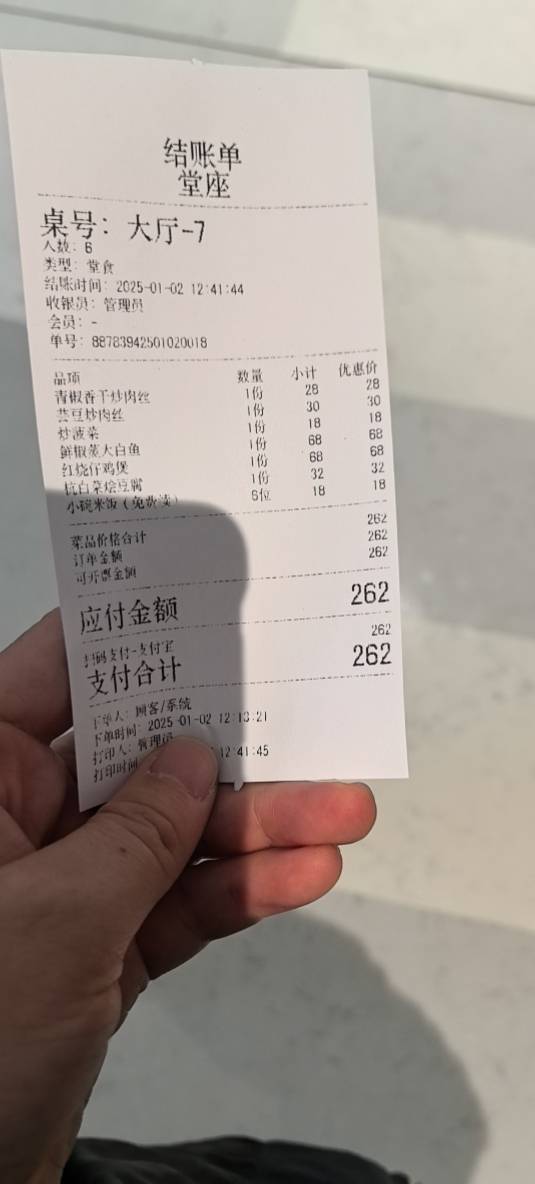 结账单
堂座
桌号：大厅-7
人数：6
类型：堂食
结账时间：2025-01-02 12:41:44
收银员：管理员
会员：-
单号：88783942501020018
品项 数量 小计 优惠价
青椒香干炒肉丝 1份 28 28
芸豆炒肉丝 1份 30 30
炒菠菜 1份 18 18
鲜椒蒸大白鱼 1份 68 68
红烧仔鸡煲 1份 68 68
杭白菜烩豆腐 1份 32 32
小碗米饭（免费续） 6位 18 18
菜品价格合计 262
订单金额 262
可开票金额 262
应付金额 262
扫码支付-支付宝 262
支付合计 262
下单人：顾客/系统
下单时间：2025-01-02 12:13:21
打印人：管理员
打印时间 12:41:45